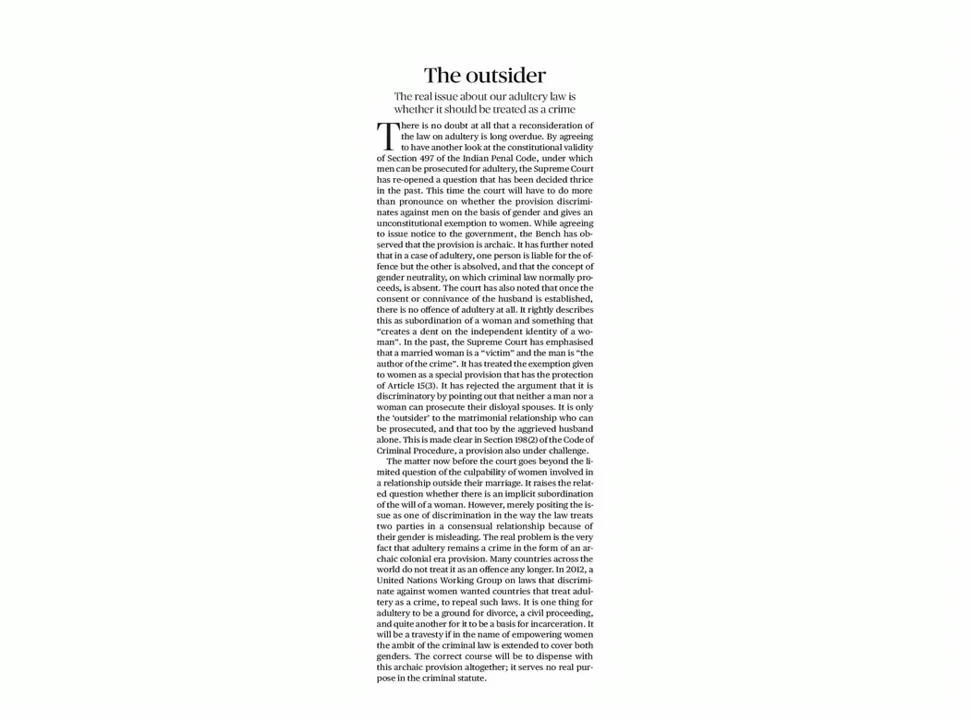 The outsider
The real issue about our adultery law is
whether it should be treated as a crime
There is no doubt at all that a reconsideration of
the law on adultery is long overdue. By agreeing
to have another look at the constitutional validity
of Section 497 of the Indian Penal Code, under which
men can be prosecuted for adultery, the Supreme Court
has re-opened a question that has been decided thrice
in the past. This time the court will have to do more
than pronounce on whether the provision discrimi-
nates against men on the basis of gender and gives an
unconstitutional exemption to women. While agreeing
to issue notice to the government, the Bench has ob-
served that the provision is archaic. It has further noted
that in a case of adultery, one person is liable for the of-
fence but the other is absolved, and that the concept of
gender neutrality, on which criminal law normally pro-
ceeds, is absent. The court has also noted that once the
consent or connivance of the husband is established,
there is no offence of adultery at all. It rightly describes
this as subordination of a woman and something that
“creates a dent on the independent identity of a wo-
man”. In the past, the Supreme Court has emphasised
that a married woman is a “victim” and the man is “the
author of the crime”. It has treated the exemption given
to women as a special provision that has the protection
of Article 15(3). It has rejected the argument that it is
discriminatory by pointing out that neither a man nor a
woman can prosecute their disloyal spouses. It is only
the ‘outsider’ to the matrimonial relationship who can
be prosecuted, and that too by the aggrieved husband
alone. This is made clear in Section 198(2) of the Code of
Criminal Procedure, a provision also under challenge.
The matter now before the court goes beyond the li-
mited question of the culpability of women involved in
a relationship outside their marriage. It raises the relat-
ed question whether there is an implicit subordination
of the will of a woman. However, merely positing the is-
sue as one of discrimination in the way the law treats
two parties in a consensual relationship because of
their gender is misleading. The real problem is the very
fact that adultery remains a crime in the form of an ar-
chaic colonial era provision. Many countries across the
world do not treat it as an offence any longer. In 2012, a
United Nations Working Group on laws that discrimi-
nate against women wanted countries that treat adul-
tery as a crime, to repeal such laws. It is one thing for
adultery to be a ground for divorce, a civil proceeding,
and quite another for it to be a basis for incarceration. It
will be a travesty if in the name of empowering women
the ambit of the criminal law is extended to cover both
genders. The correct course will be to dispense with
this archaic provision altogether; it serves no real pur-
pose in the criminal statute.